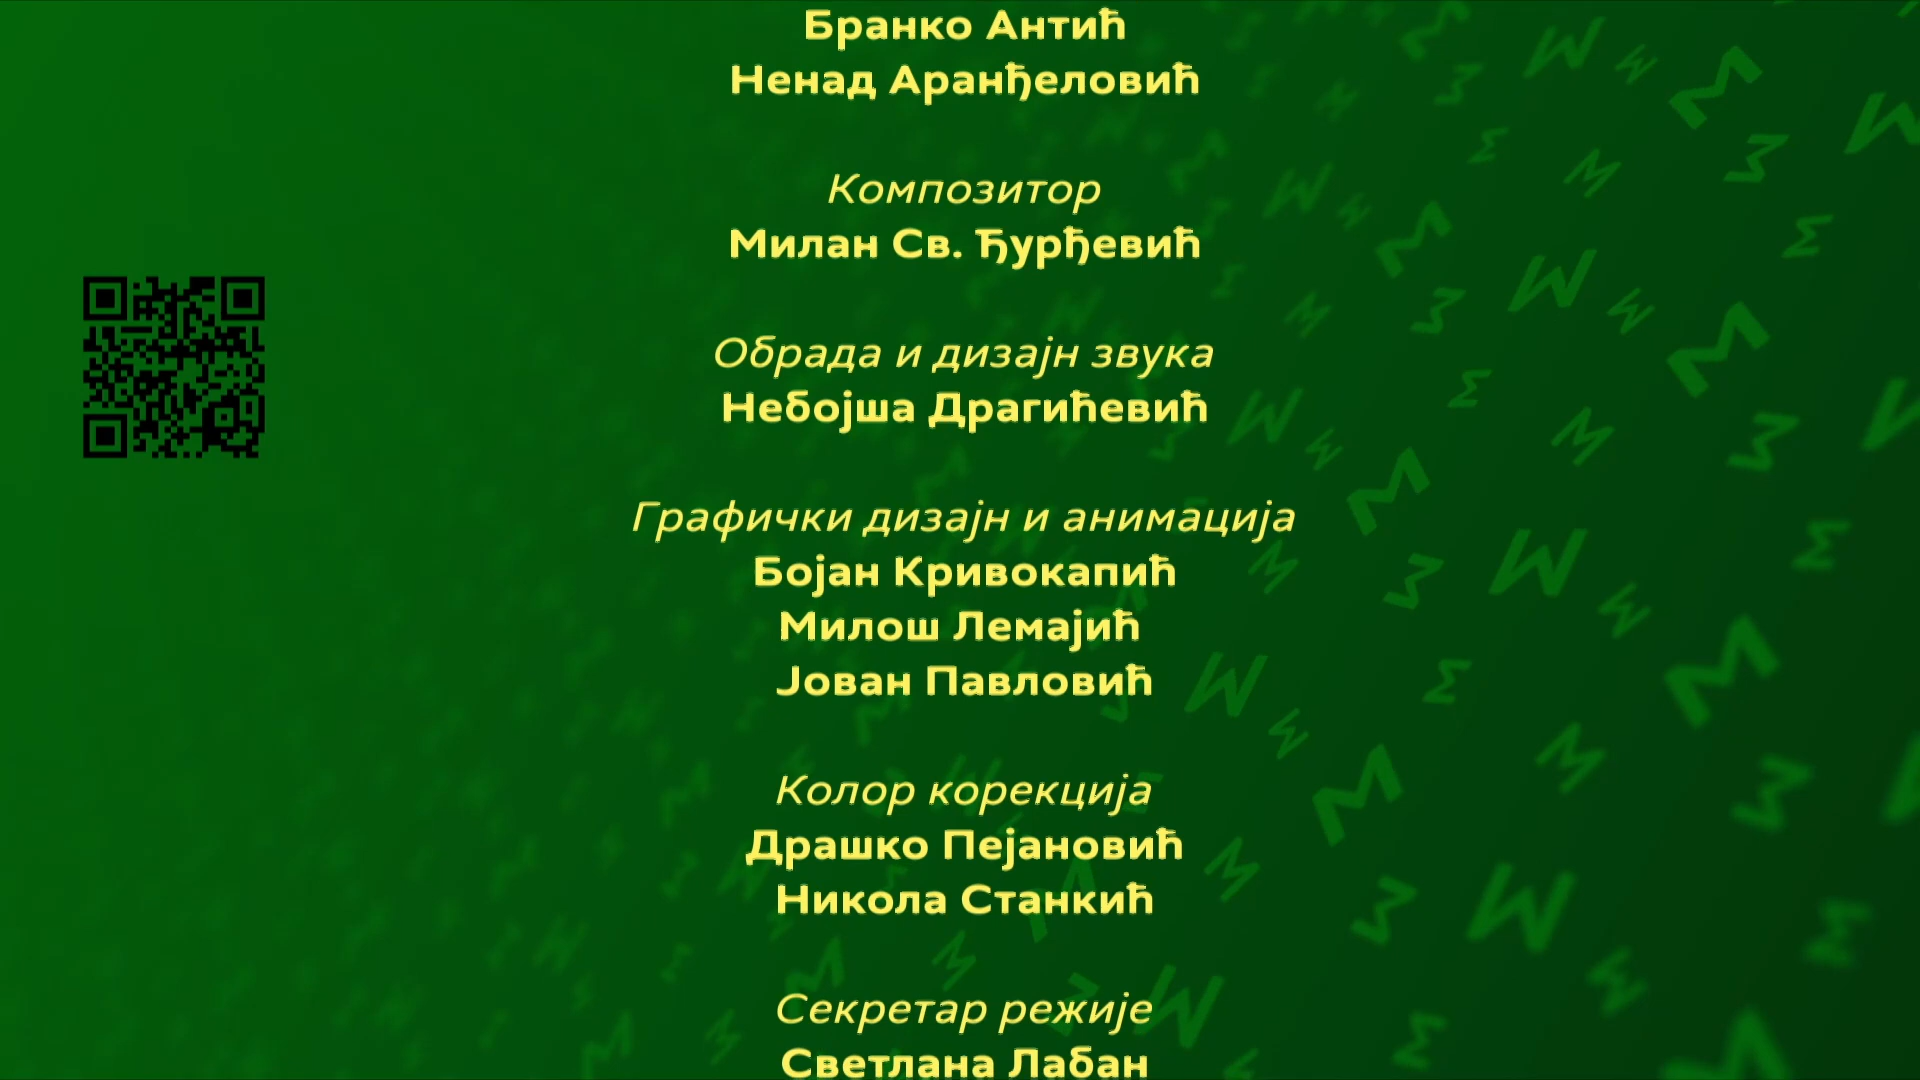 Бранко Антић
Ненад Аранђеловић
Композитор
Милан Св. Ђурђевић
Обрада и дизајн звука
Небојша Драгићевић
Графички дизајн и анимација
Бојан Кривокапић
Милош Лемајић
Јован Павловић
Колор корекција
Драшко Пејановић
Никола Станкић
Секретар режије
Светлана Лабан